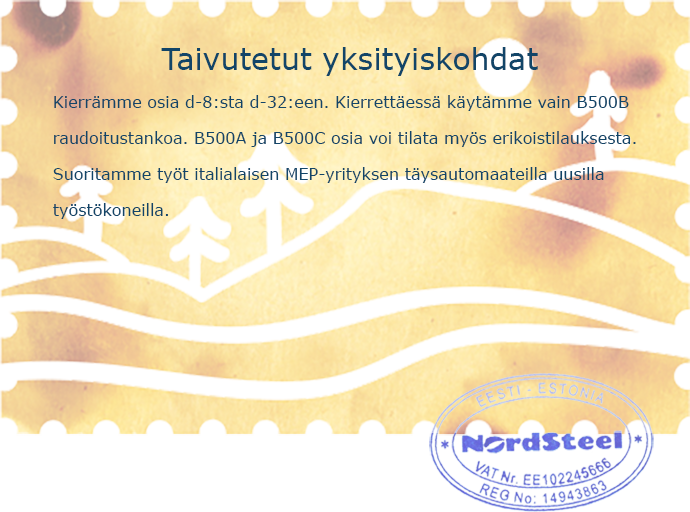 Taivutetut yksityiskohdat
Kierrämme osia d-8:sta d-32:een. Kierrettäessä käytämme vain B500B
raudoitustankoa. B500A ja B500C osia voi tilata myös erikoistilauksesta.
Suoritamme työt italialaisen MEP-yrityksen täysautomaateilla uusilla
työstökoneilla.
EESTI - ESTONIA
* NordSteel *
VAT Nr. EE102245666
REG No: 14943863